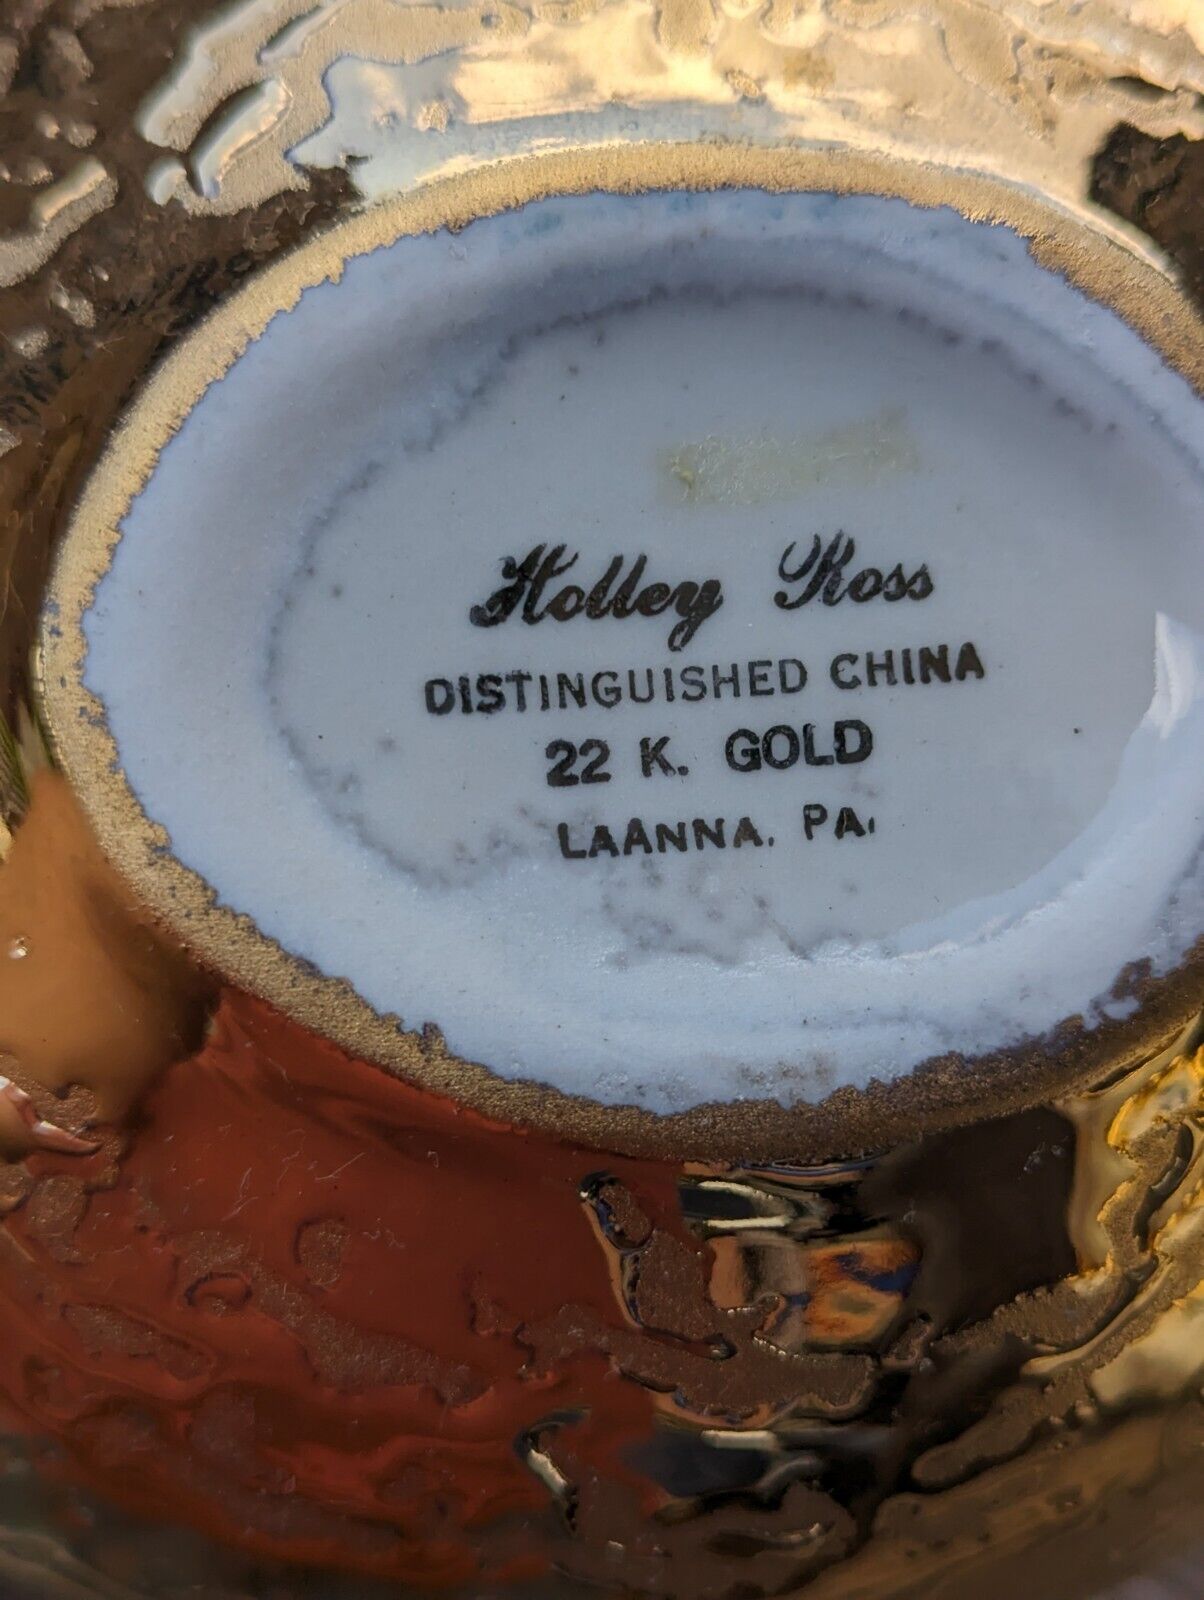 Holley Ross
DISTINGUISHED CHINA
22 K. GOLD
LAANNA, PA.